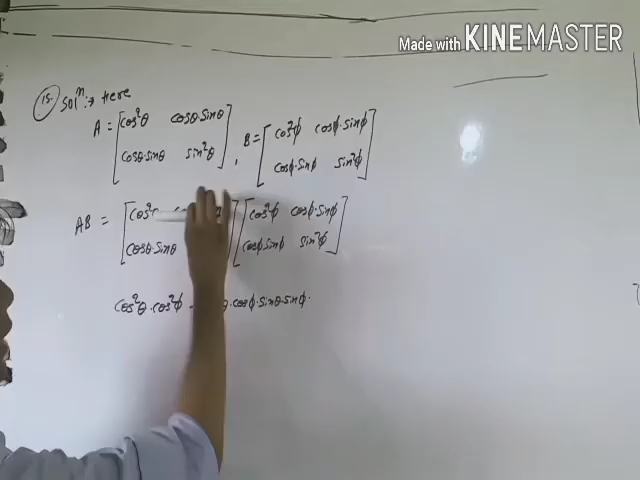 Made with KINEMASTER
15. Solⁿ:→ Here
A = [cos²θ cosθ sinθ
cosθ·sinθ sin²θ], B = [cos²φ cosφ·sinφ
cosφ·sinφ sin²φ]
AB = [cos² [cos²φ cosφ·sinφ
cosθ·sinθ cosφ sinφ sin²φ]
cos²θ·cos²φ ·cosφ·sinθ·sinφ·